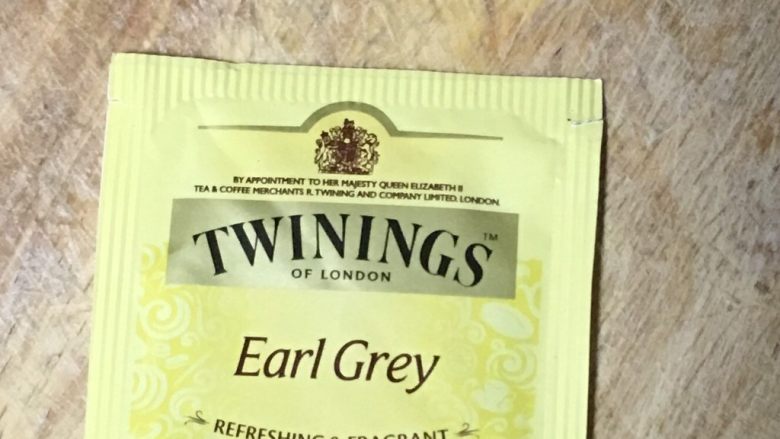 BY APPOINTMENT TO HER MAJESTY QUEEN ELIZABETH II
TEA & COFFEE MERCHANTS R. TWINING AND COMPANY LIMITED. LONDON.
TWININGS™
OF LONDON
Earl Grey
REFRESHING & FRAGRANT